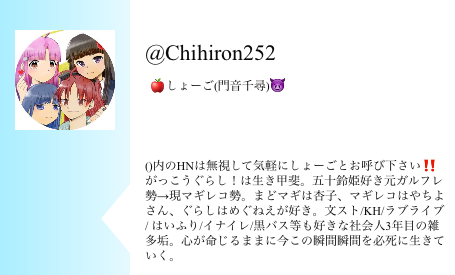 @Chihiron252
🍎しょーご(門音千尋)😈
()内のHNは無視して気軽にしょーごとお呼び下さい‼️
がっこうぐらし！は生き甲斐。五十鈴姫好き元ガルフレ
勢→現マギレコ勢。まどマギは杏子、マギレコはやちよ
さん、ぐらしはめぐねえが好き。文スト/KH/ラブライブ
/ はいふり/イナイレ/黒バス等も好きな社会人3年目の雑
多垢。心が命じるままに今この瞬間瞬間を必死に生きて
いく。